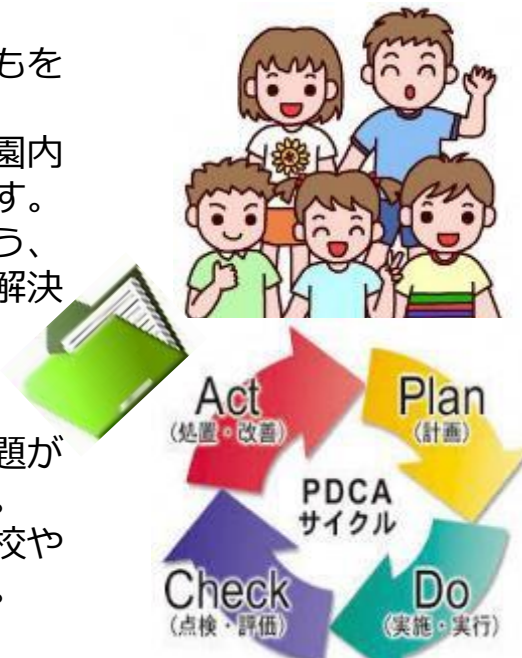 もを
園内
す。
う、
解決
題が
。
校や
。
Act
(処置・改善)
Plan
(計画)
PDCA
サイクル
Check
(点検・評価)
Do
(実施・実行)